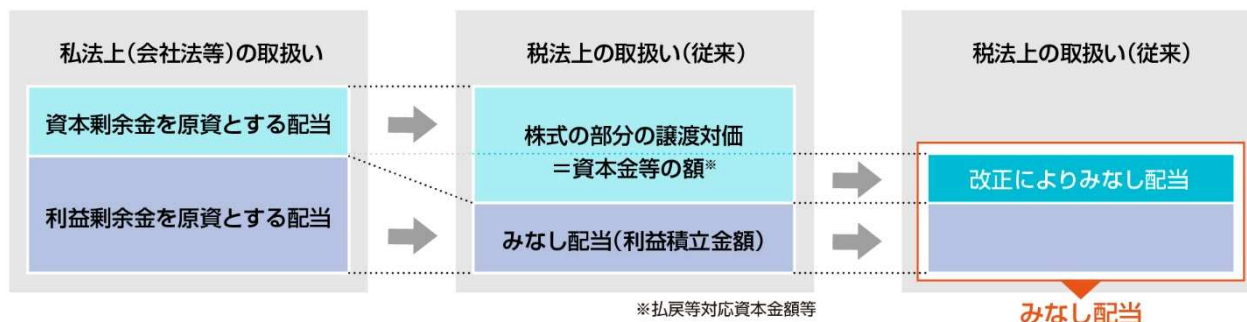 私法上(会社法等)の取扱い
資本剰余金を原資とする配当
利益剰余金を原資とする配当
税法上の取扱い(従来)
株式の部分の譲渡対価
＝資本金等の額※
みなし配当(利益積立金額)
※払戻等対応資本金額等
税法上の取扱い(従来)
改正によりみなし配当
みなし配当